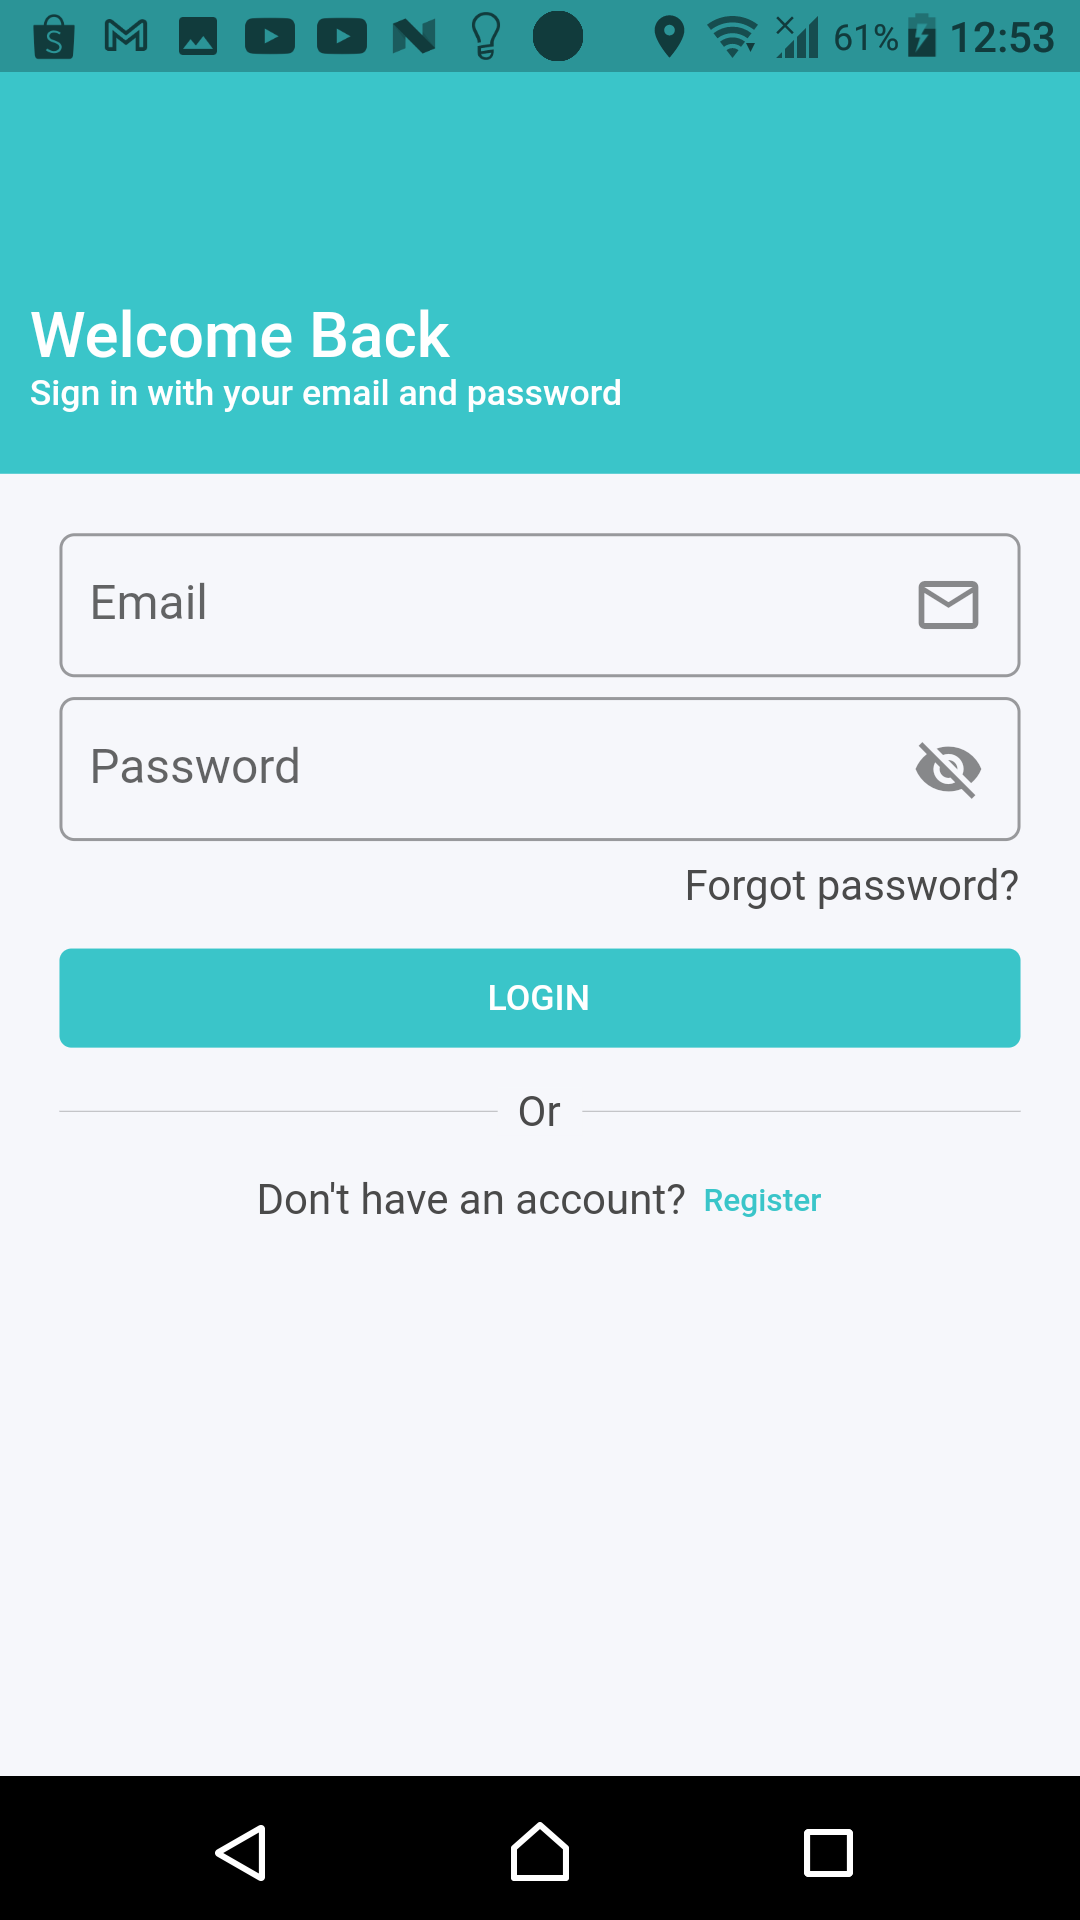 61% 12:53
Welcome Back
Sign in with your email and password
Email
Password
Forgot password?
LOGIN
Or
Don't have an account? Register